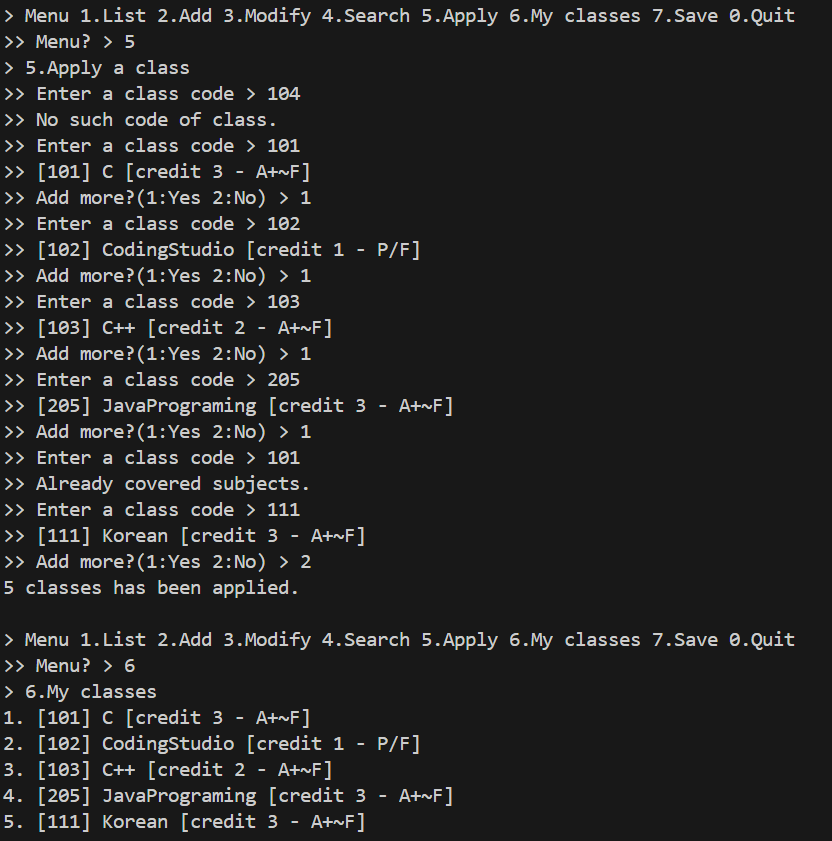 > Menu 1.List 2.Add 3.Modify 4.Search 5.Apply 6.My classes 7.Save 0.Quit
>> Menu? > 5
> 5.Apply a class
>> Enter a class code > 104
>> No such code of class.
>> Enter a class code > 101
>> [101] C [credit 3 - A+~F]
>> Add more?(1:Yes 2:No) > 1
>> Enter a class code > 102
>> [102] CodingStudio [credit 1 - P/F]
>> Add more?(1:Yes 2:No) > 1
>> Enter a class code > 103
>> [103] C++ [credit 2 - A+~F]
>> Add more?(1:Yes 2:No) > 1
>> Enter a class code > 205
>> [205] JavaPrograming [credit 3 - A+~F]
>> Add more?(1:Yes 2:No) > 1
>> Enter a class code > 101
>> Already covered subjects.
>> Enter a class code > 111
>> [111] Korean [credit 3 - A+~F]
>> Add more?(1:Yes 2:No) > 2
5 classes has been applied.

> Menu 1.List 2.Add 3.Modify 4.Search 5.Apply 6.My classes 7.Save 0.Quit
>> Menu? > 6
> 6.My classes
1. [101] C [credit 3 - A+~F]
2. [102] CodingStudio [credit 1 - P/F]
3. [103] C++ [credit 2 - A+~F]
4. [205] JavaPrograming [credit 3 - A+~F]
5. [111] Korean [credit 3 - A+~F]